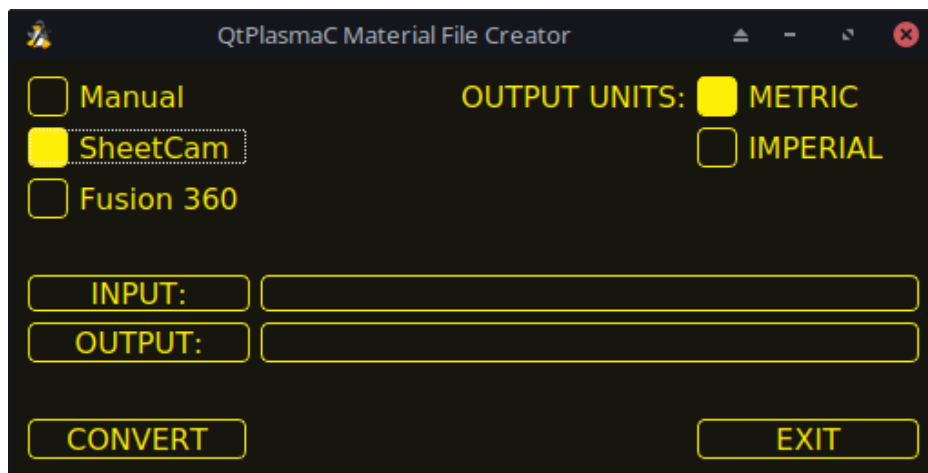 QtPlasmaC Material File Creator
Manual
OUTPUT UNITS:
METRIC
SheetCam
IMPERIAL
Fusion 360
INPUT:
OUTPUT:
CONVERT
EXIT